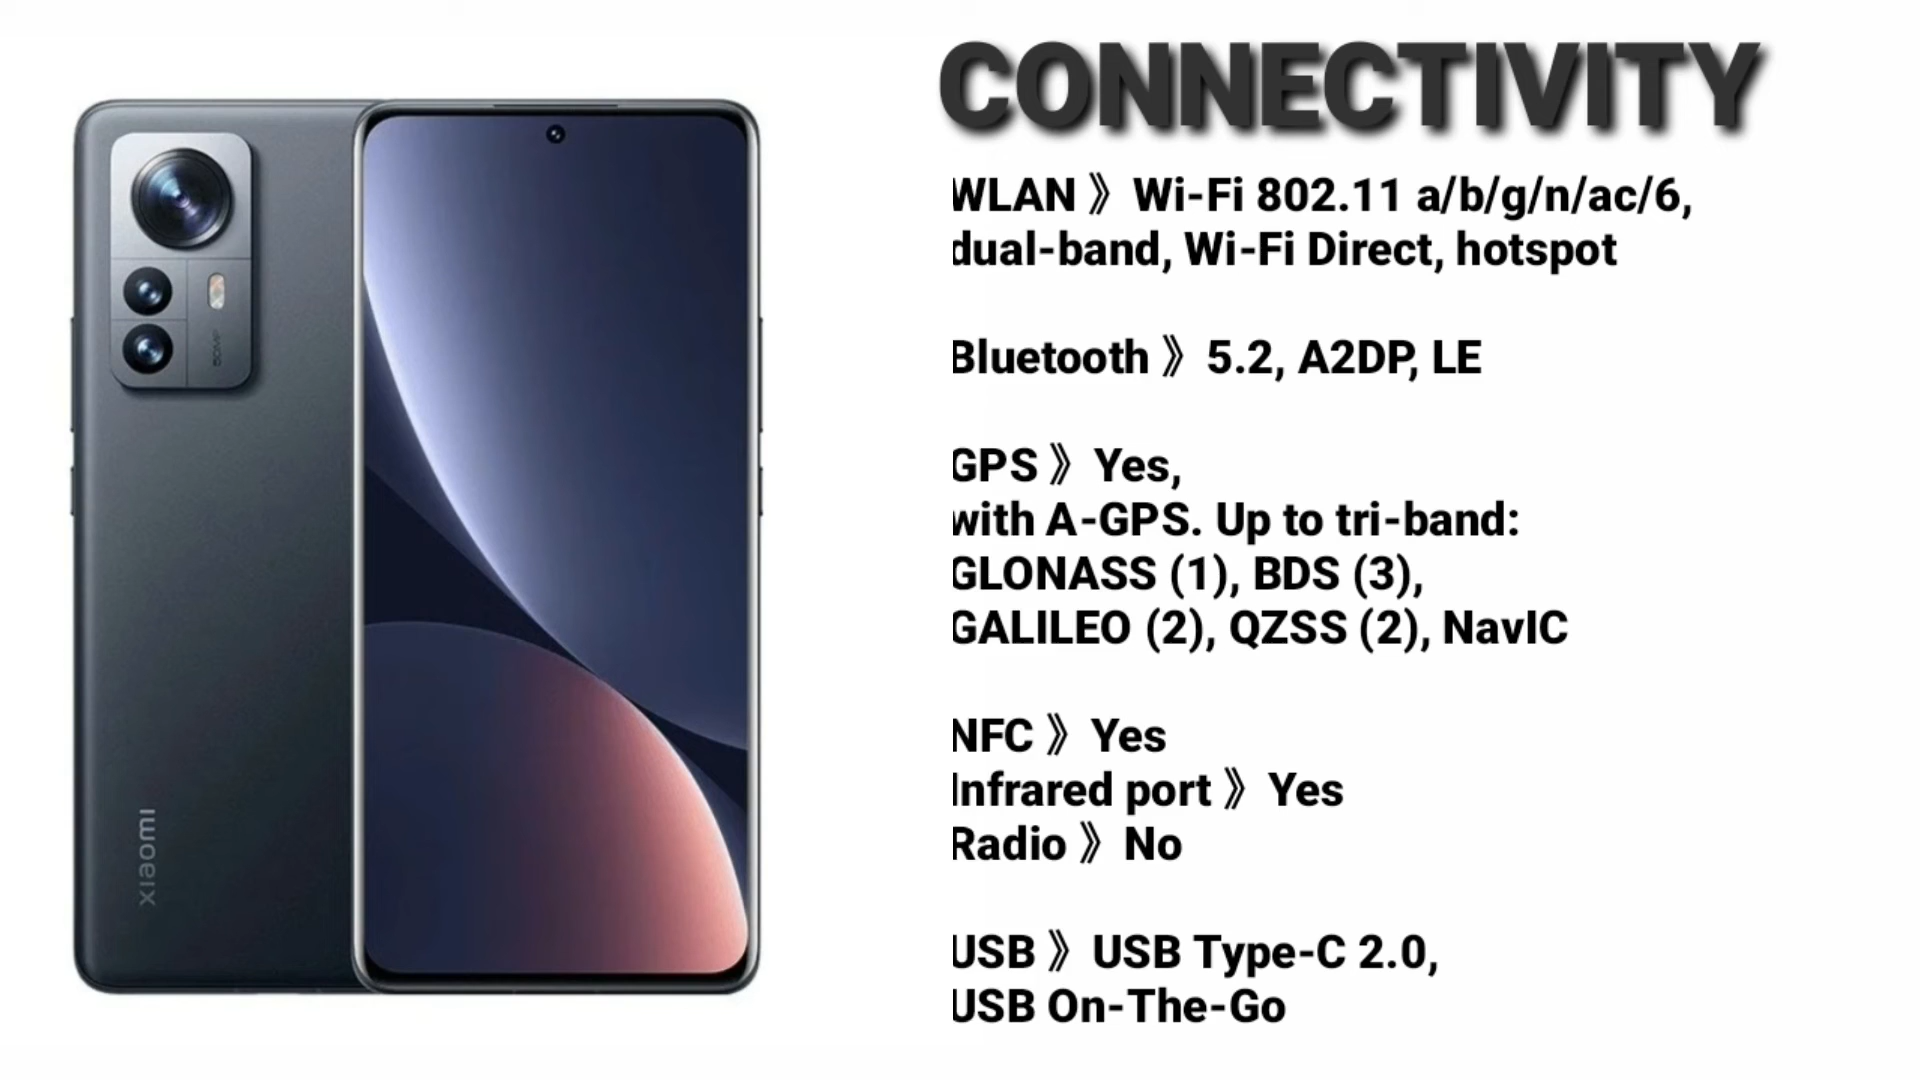 CONNECTIVITY
WLAN 》 Wi-Fi 802.11 a/b/g/n/ac/6,
dual-band, Wi-Fi Direct, hotspot
Bluetooth 》 5.2, A2DP, LE
GPS 》 Yes,
with A-GPS. Up to tri-band:
GLONASS (1), BDS (3),
GALILEO (2), QZSS (2), NavIC
NFC 》 Yes
Infrared port 》 Yes
Radio 》 No
USB 》 USB Type-C 2.0,
USB On-The-Go
50MP
xiaomi